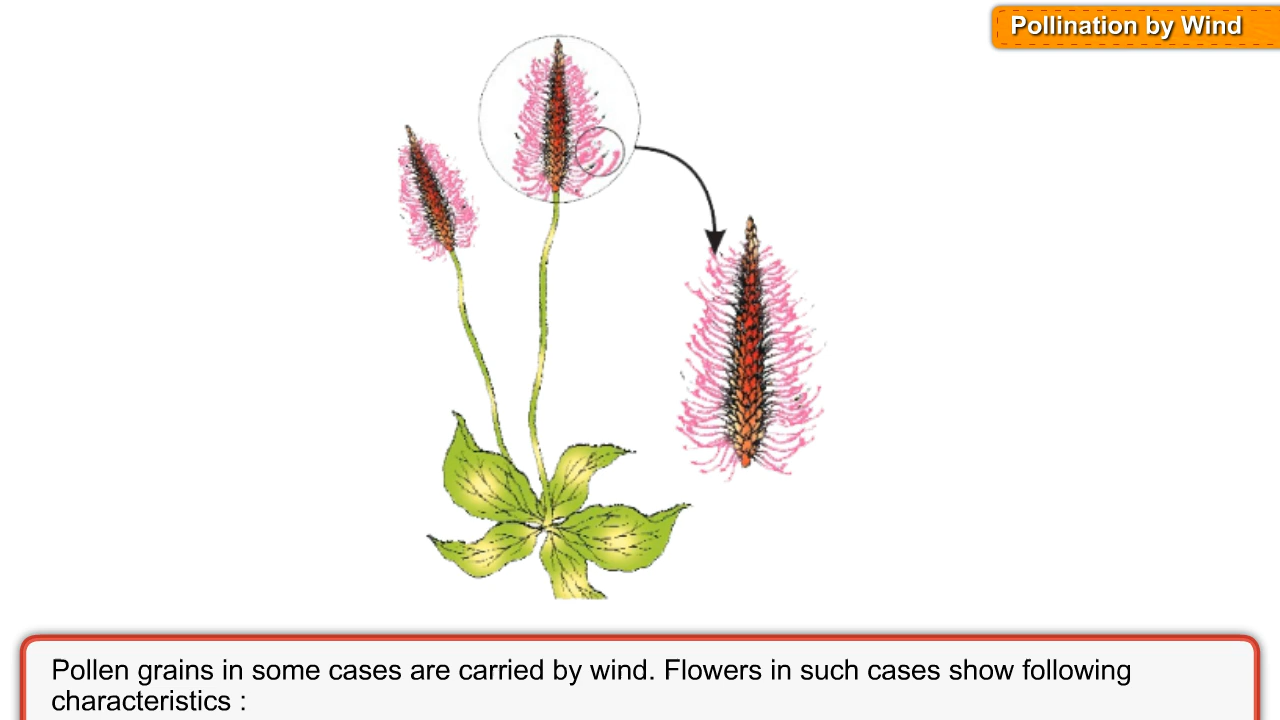 Pollination by Wind
Pollen grains in some cases are carried by wind. Flowers in such cases show following
characteristics :